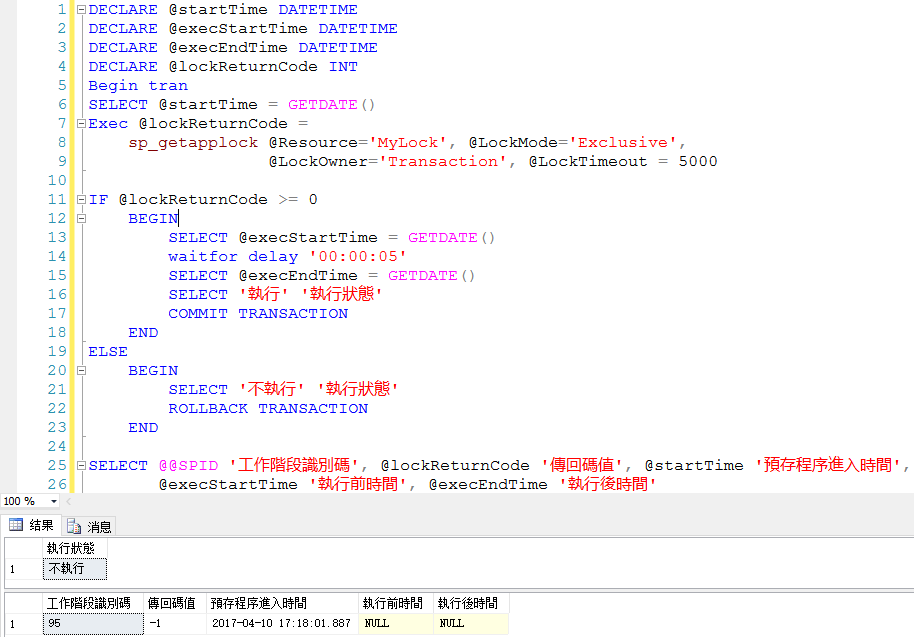 1 DECLARE @startTime DATETIME
2 DECLARE @execStartTime DATETIME
3 DECLARE @execEndTime DATETIME
4 DECLARE @lockReturnCode INT
5 Begin tran
6 SELECT @startTime = GETDATE()
7 Exec @lockReturnCode =
8 sp_getapplock @Resource='MyLock', @LockMode='Exclusive',
9 @LockOwner='Transaction', @LockTimeout = 5000
10
11 IF @lockReturnCode >= 0
12 BEGIN
13 SELECT @execStartTime = GETDATE()
14 waitfor delay '00:00:05'
15 SELECT @execEndTime = GETDATE()
16 SELECT '執行' '執行狀態'
17 COMMIT TRANSACTION
18 END
19 ELSE
20 BEGIN
21 SELECT '不執行' '執行狀態'
22 ROLLBACK TRANSACTION
23 END
24
25 SELECT @@SPID '工作階段識別碼', @lockReturnCode '傳回碼值', @startTime '預存程序進入時間',
26 @execStartTime '執行前時間', @execEndTime '執行後時間'
100 %
結果 消息
執行狀態
1 不執行
工作階段識別碼 傳回碼值 預存程序進入時間 執行前時間 執行後時間
1 95 -1 2017-04-10 17:18:01.887 NULL NULL